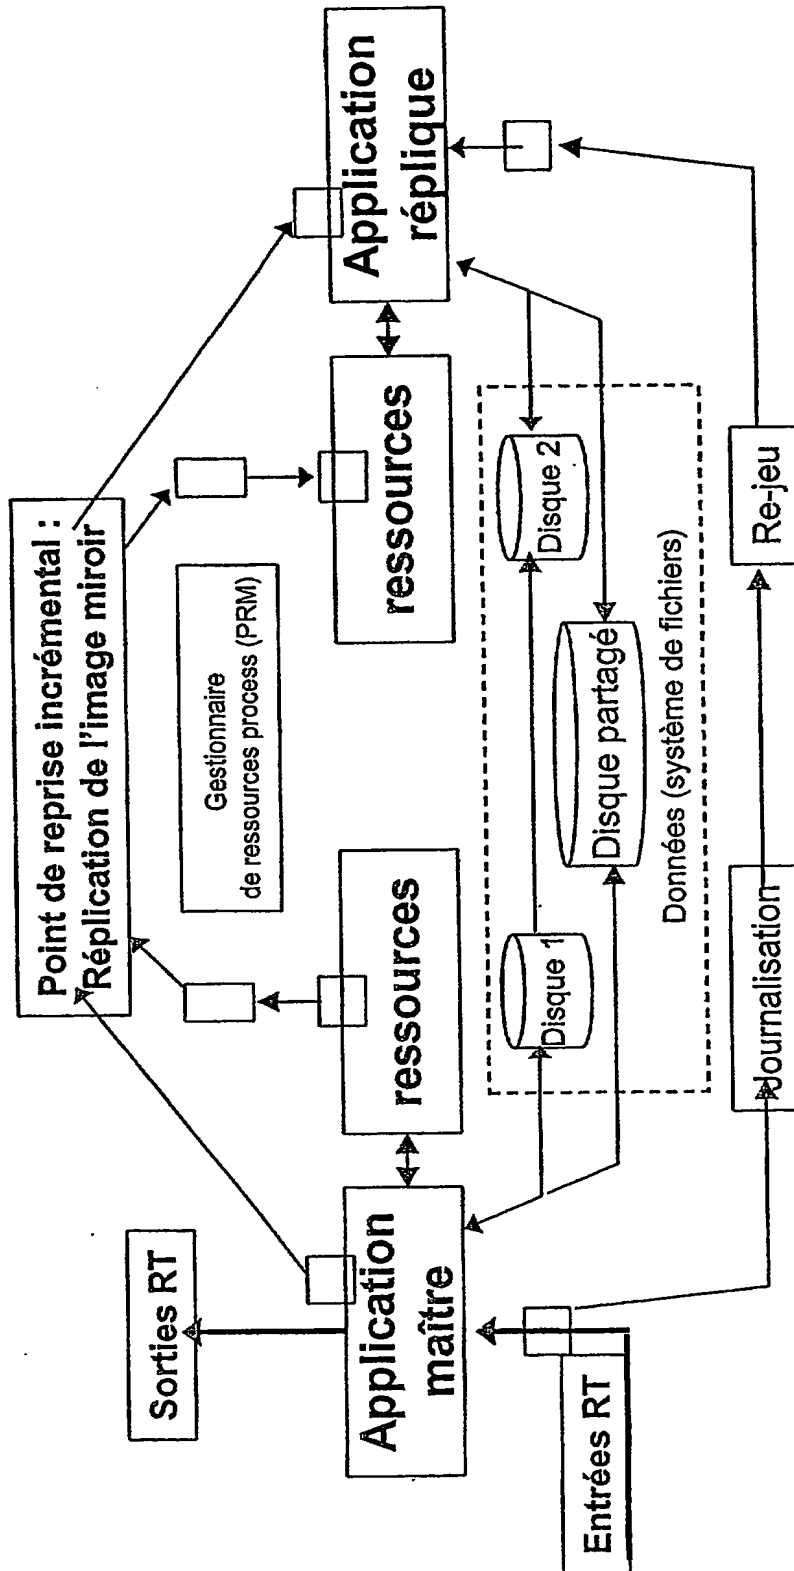 Point de reprise incrémental :
Réplication de l'image miroir
Sorties RT
Gestionnaire
de ressources process (PRM)
Application
maître
ressources
ressources
Application
réplique
Disque 1
Disque 2
Disque partagé
Données (système de fichiers)
Entrées RT
Journalisation
Re-jeu